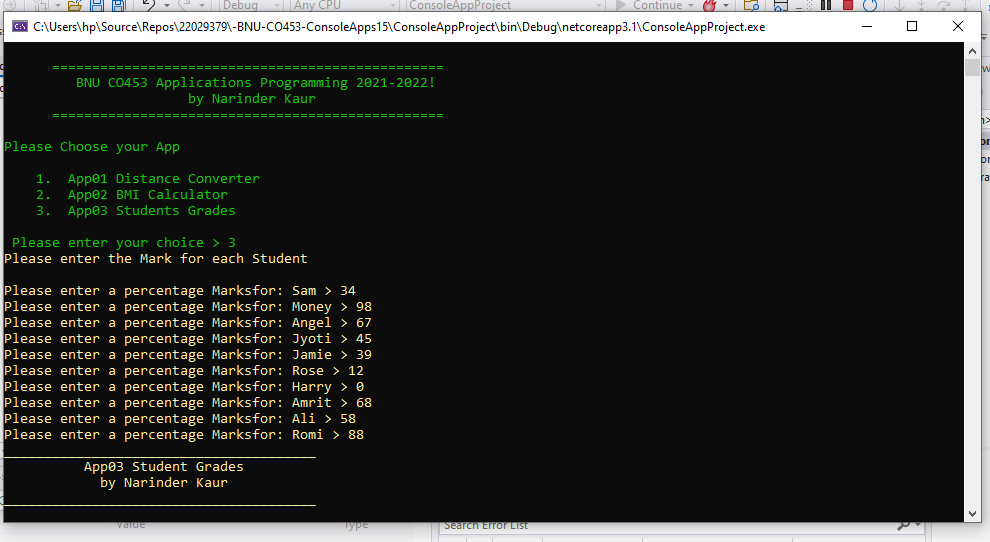 Debug Any CPU ConsoleAppProject Continue
C:\Users\hp\Source\Repos\22029379\-BNU-CO453-ConsoleApps15\ConsoleAppProject\bin\Debug\netcoreapp3.1\ConsoleAppProject.exe
=================================================
BNU CO453 Applications Programming 2021-2022!
by Narinder Kaur
=================================================
Please Choose your App
1. App01 Distance Converter
2. App02 BMI Calculator
3. App03 Students Grades
Please enter your choice > 3
Please enter the Mark for each Student
Please enter a percentage Marksfor: Sam > 34
Please enter a percentage Marksfor: Money > 98
Please enter a percentage Marksfor: Angel > 67
Please enter a percentage Marksfor: Jyoti > 45
Please enter a percentage Marksfor: Jamie > 39
Please enter a percentage Marksfor: Rose > 12
Please enter a percentage Marksfor: Harry > 0
Please enter a percentage Marksfor: Amrit > 68
Please enter a percentage Marksfor: Ali > 58
Please enter a percentage Marksfor: Romi > 88
_______________________________________
App03 Student Grades
by Narinder Kaur
_______________________________________
Value Type Search Error List